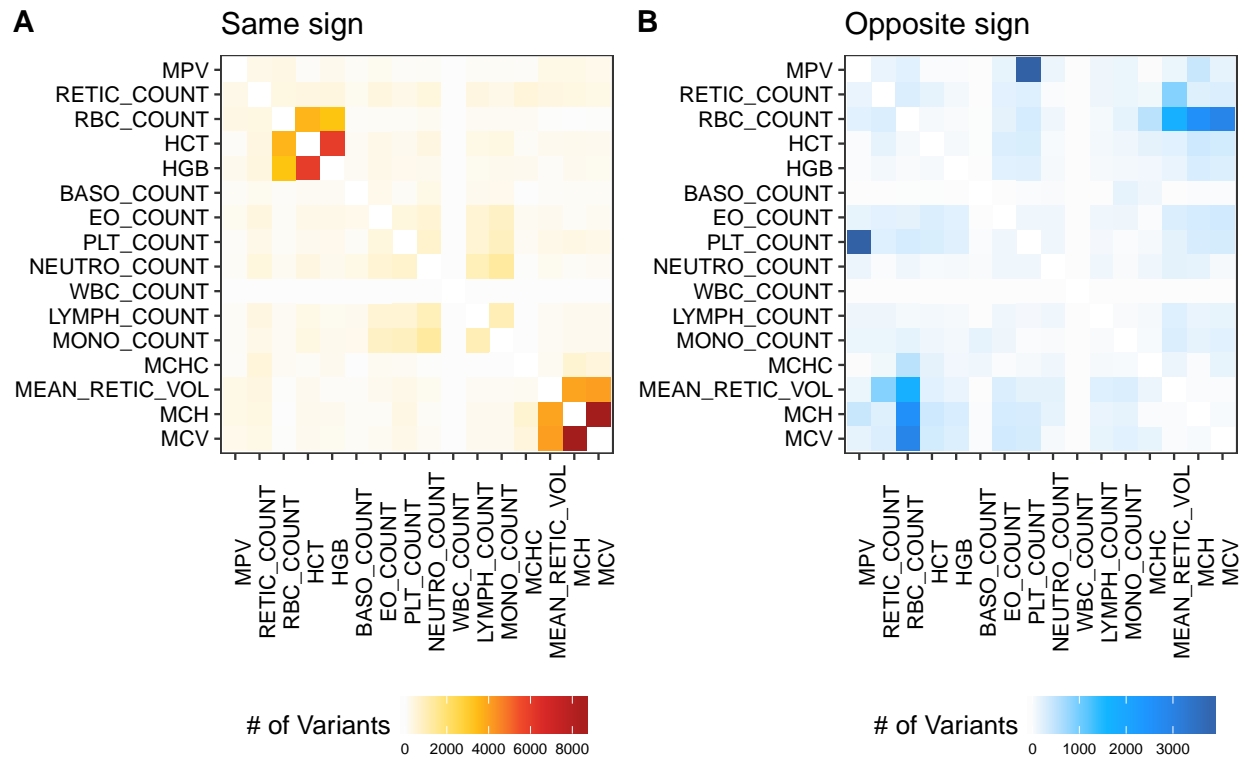 A
Same sign
MPV
RETIC_COUNT
RBC_COUNT
HCT
HGB
BASO_COUNT
EO_COUNT
PLT_COUNT
NEUTRO_COUNT
WBC_COUNT
LYMPH_COUNT
MONO_COUNT
MCHC
MEAN_RETIC_VOL
MCH
MCV
MPV
RETIC_COUNT
RBC_COUNT
HCT
HGB
BASO_COUNT
EO_COUNT
PLT_COUNT
NEUTRO_COUNT
WBC_COUNT
LYMPH_COUNT
MONO_COUNT
MCHC
MEAN_RETIC_VOL
MCH
MCV
# of Variants
0 2000 4000 6000 8000
B
Opposite sign
MPV
RETIC_COUNT
RBC_COUNT
HCT
HGB
BASO_COUNT
EO_COUNT
PLT_COUNT
NEUTRO_COUNT
WBC_COUNT
LYMPH_COUNT
MONO_COUNT
MCHC
MEAN_RETIC_VOL
MCH
MCV
MPV
RETIC_COUNT
RBC_COUNT
HCT
HGB
BASO_COUNT
EO_COUNT
PLT_COUNT
NEUTRO_COUNT
WBC_COUNT
LYMPH_COUNT
MONO_COUNT
MCHC
MEAN_RETIC_VOL
MCH
MCV
# of Variants
0 1000 2000 3000